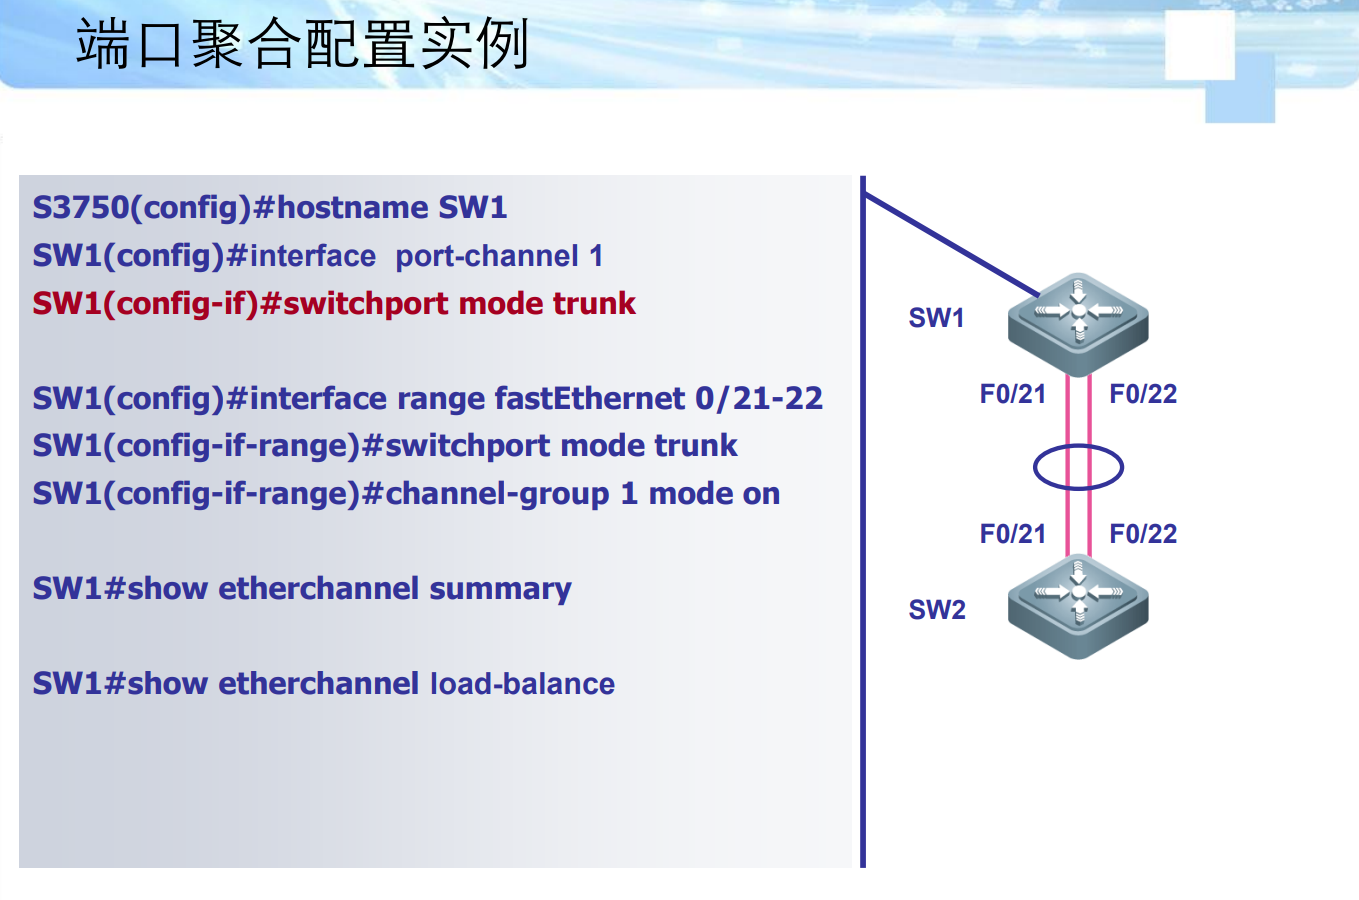 端口聚合配置实例
S3750(config)#hostname SW1
SW1(config)#interface  port-channel 1
SW1(config-if)#switchport mode trunk
SW1(config)#interface range fastEthernet 0/21-22
SW1(config-if-range)#switchport mode trunk
SW1(config-if-range)#channel-group 1 mode on
SW1#show etherchannel summary
SW1#show etherchannel load-balance
SW1
F0/21
F0/22
F0/21
F0/22
SW2